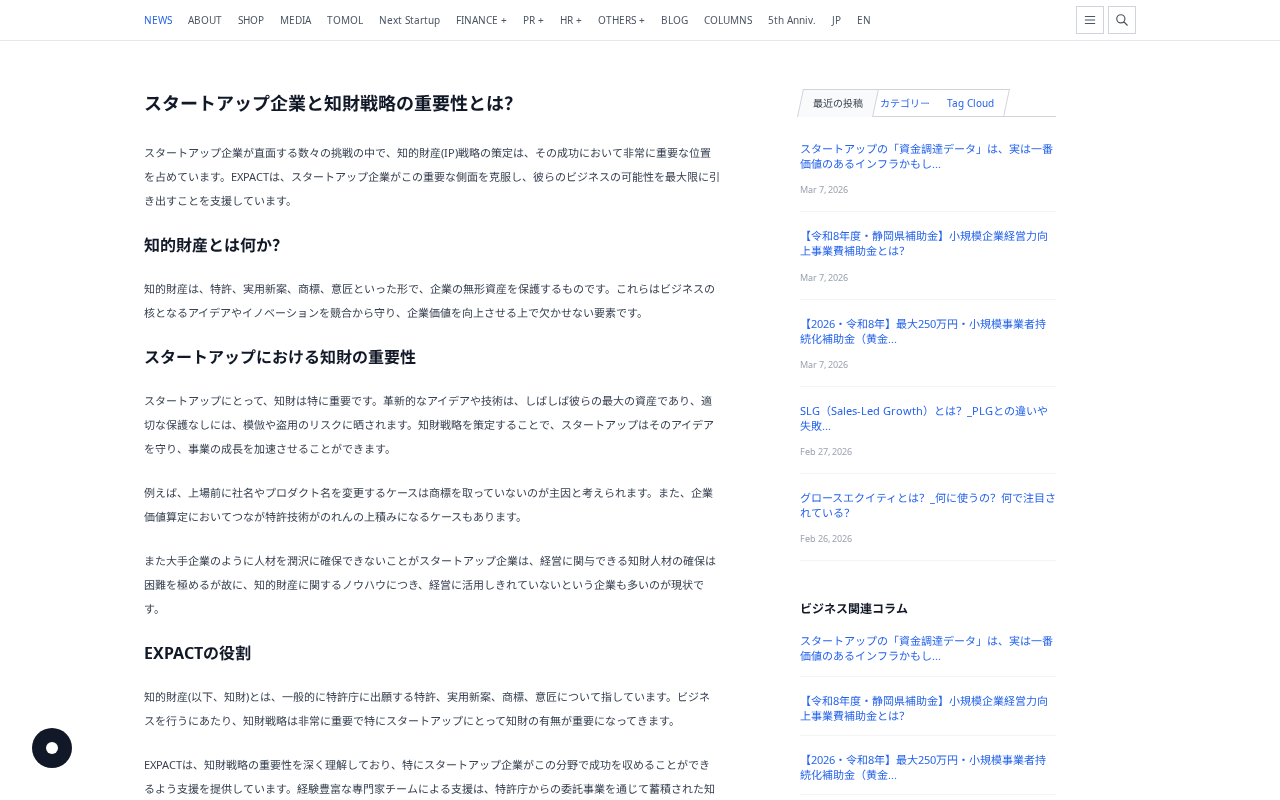 NEWS ABOUT SHOP MEDIA TOMOL Next Startup FINANCE + PR + HR + OTHERS + BLOG COLUMNS 5th Anniv. JP EN
スタートアップ企業と知財戦略の重要性とは?
スタートアップ企業が直面する数々の挑戦の中で、知的財産(IP)戦略の策定は、その成功において非常に重要な位置
を占めています。EXPACTは、スタートアップ企業がこの重要な側面を克服し、彼らのビジネスの可能性を最大限に引
き出すことを支援しています。
知的財産とは何か?
知的財産は、特許、実用新案、商標、意匠といった形で、企業の無形資産を保護するものです。これらはビジネスの
核となるアイデアやイノベーションを競合から守り、企業価値を向上させる上で欠かせない要素です。
スタートアップにおける知財の重要性
スタートアップにとって、知財は特に重要です。革新的なアイデアや技術は、しばしば彼らの最大の資産であり、適
切な保護なしには、模倣や盗用のリスクに晒されます。知財戦略を策定することで、スタートアップはそのアイデア
を守り、事業の成長を加速させることができます。
例えば、上場前に社名やプロダクト名を変更するケースは商標を取っていないのが主因と考えられます。また、企業
価値算定においてつなが特許技術がのれんの上積みになるケースもあります。
また大手企業のように人材を潤沢に確保できないことがスタートアップ企業は、経営に関与できる知財人材の確保は
困難を極めるが故に、知的財産に関するノウハウにつき、経営に活用しきれていないという企業も多いのが現状で
す。
EXPACTの役割
知的財産(以下、知財)とは、一般的に特許庁に出願する特許、実用新案、商標、意匠について指しています。ビジネ
スを行うにあたり、知財戦略は非常に重要で特にスタートアップにとって知財の有無が重要になってきます。
EXPACTは、知財戦略の重要性を深く理解しており、特にスタートアップ企業がこの分野で成功を収めることができ
るよう支援を提供しています。経験豊富な専門家チームによる支援は、特許庁からの委託事業を通じて蓄積された知
最近の投稿 カテゴリー Tag Cloud
スタートアップの「資金調達データ」は、実は一番
価値のあるインフラかもし...
Mar 7, 2026
【令和8年度・静岡県補助金】小規模企業経営力向
上事業費補助金とは?
Mar 7, 2026
【2026・令和8年】最大250万円・小規模事業者持
続化補助金（黄金...
Mar 7, 2026
SLG（Sales-Led Growth）とは？_PLGとの違いや
失敗...
Feb 27, 2026
グロースエクイティとは？_何に使うの？何で注目さ
れている?
Feb 26, 2026
ビジネス関連コラム
スタートアップの「資金調達データ」は、実は一番
価値のあるインフラかもし...
【令和8年度・静岡県補助金】小規模企業経営力向
上事業費補助金とは?
【2026・令和8年】最大250万円・小規模事業者持
続化補助金（黄金...